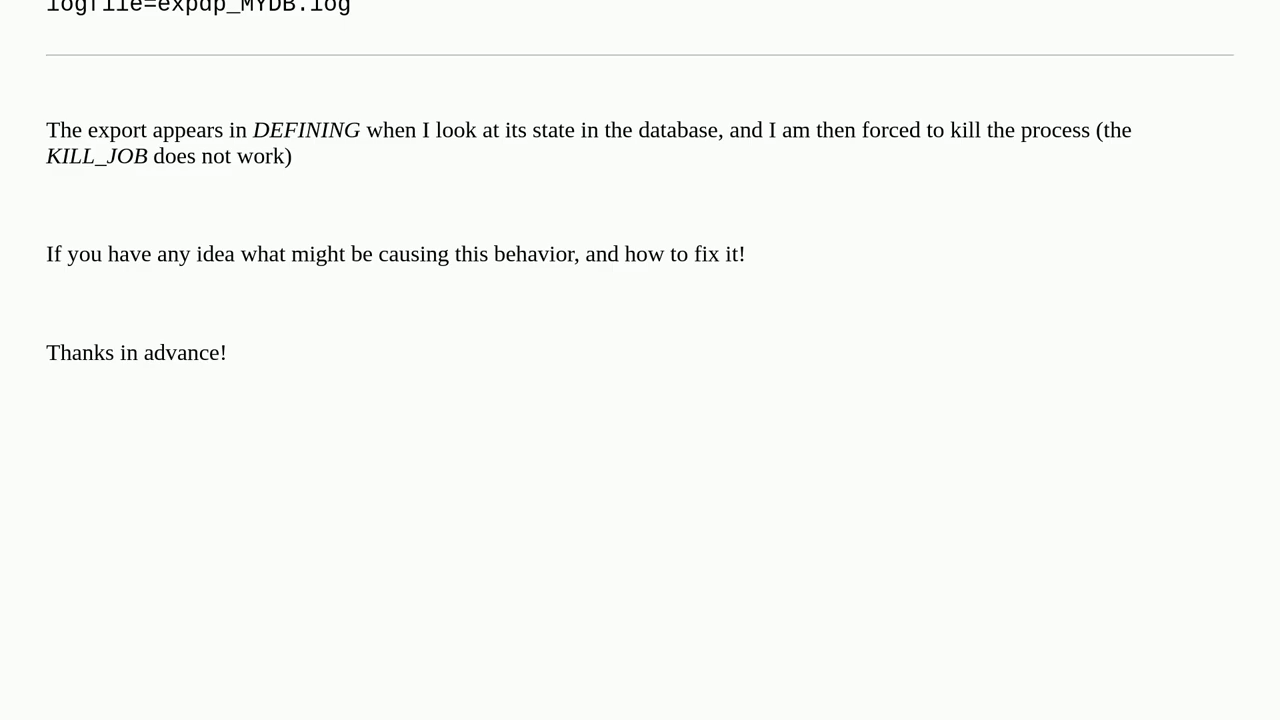 logfile=expdp_MYDB.log
The export appears in DEFINING when I look at its state in the database, and I am then forced to kill the process (the
KILL_JOB does not work)
If you have any idea what might be causing this behavior, and how to fix it!
Thanks in advance!